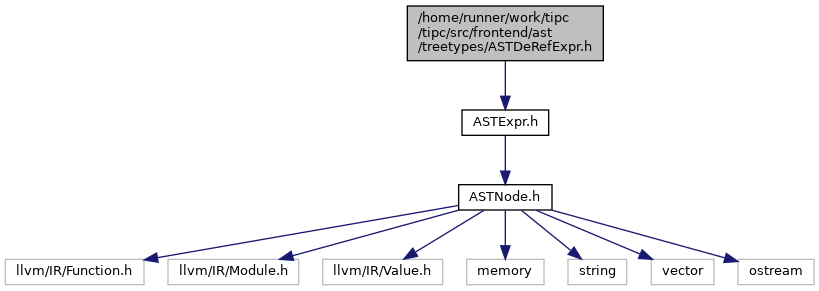 /home/runner/work/tipc
/tipc/src/frontend/ast
/treetypes/ASTDeRefExpr.h
ASTExpr.h
ASTNode.h
llvm/IR/Function.h
llvm/IR/Module.h
llvm/IR/Value.h
memory
string
vector
ostream